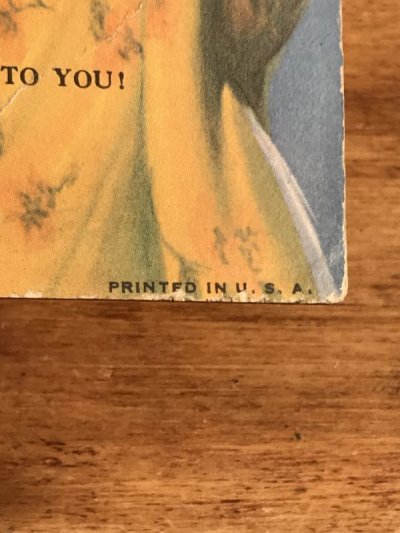 TO YOU!
PRINTED IN U. S. A.